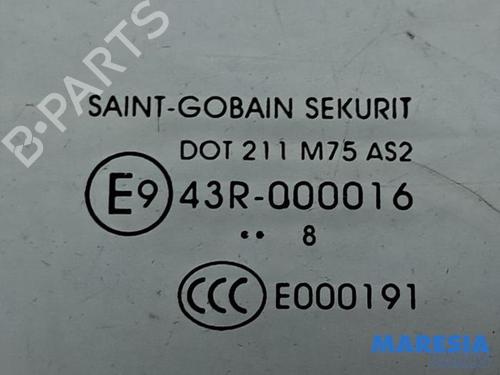 B-PARTS
SAINT-GOBAIN SEKURIT
DOT 211 M75 AS2
E9 43R-000016
•• 8
CCC E000191
MARESIA